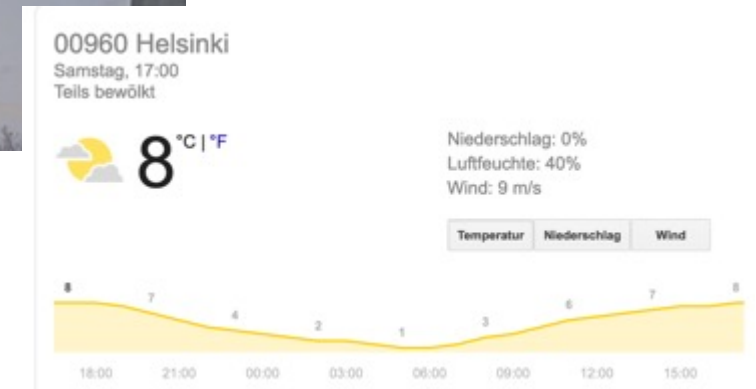 00960 Helsinki
Samstag, 17:00
Teils bewölkt
8 °C | °F
Niederschlag: 0%
Luftfeuchte: 40%
Wind: 9 m/s
Temperatur Niederschlag Wind
8 7 4 2 1 3 6 7 8
18:00 21:00 00:00 03:00 06:00 09:00 12:00 15:00